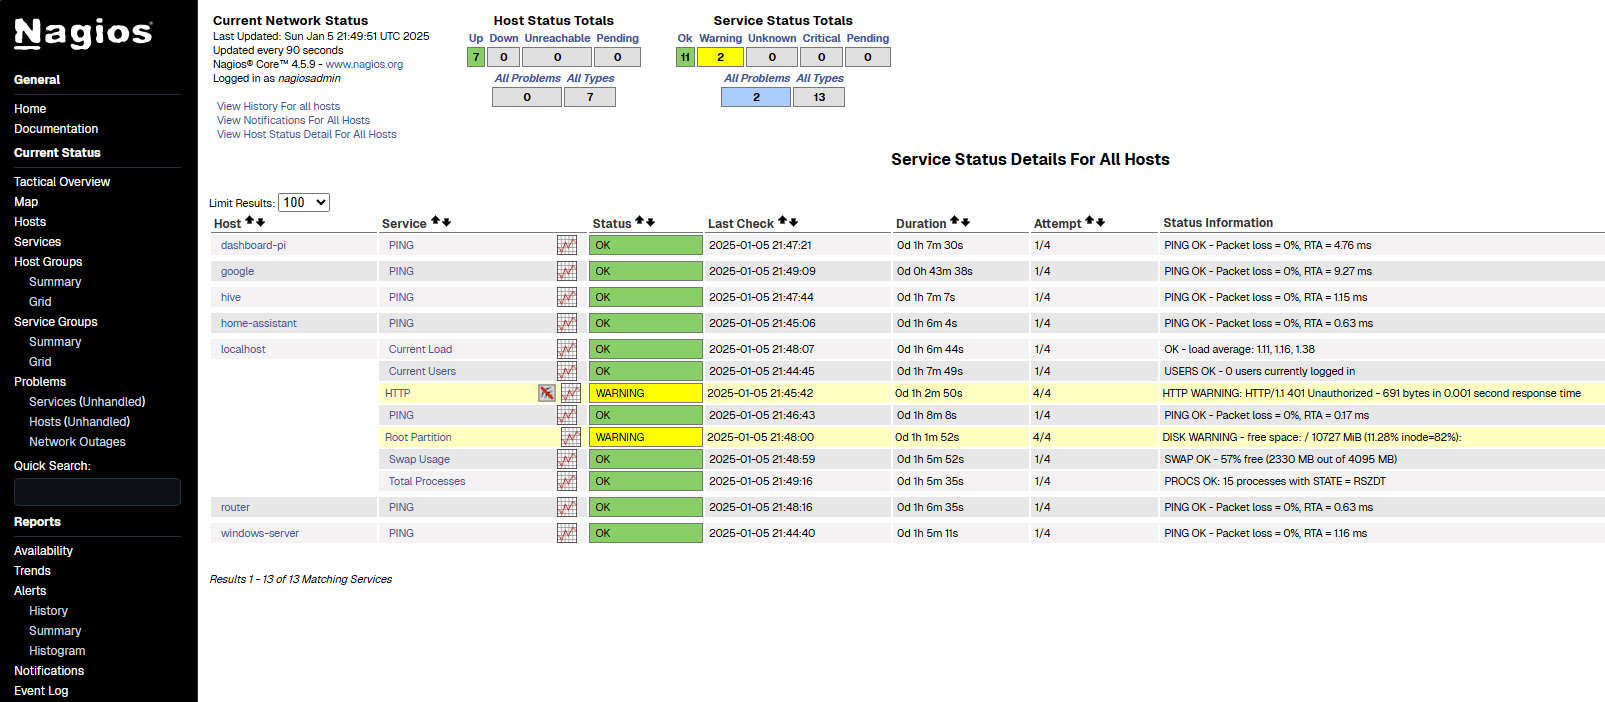 Nagios®
General
Home
Documentation
Current Status
Tactical Overview
Map
Hosts
Services
Host Groups
Summary
Grid
Service Groups
Summary
Grid
Problems
Services (Unhandled)
Hosts (Unhandled)
Network Outages
Quick Search:
Reports
Availability
Trends
Alerts
History
Summary
Histogram
Notifications
Event Log
Current Network Status
Last Updated: Sun Jan 5 21:49:51 UTC 2025
Updated every 90 seconds
Nagios® Core™ 4.5.9 - www.nagios.org
Logged in as nagiosadmin
View History For all hosts
View Notifications For All Hosts
View Host Status Detail For All Hosts
Host Status Totals
Up Down Unreachable Pending
7 0 0 0
All Problems All Types
0 7
Service Status Totals
Ok Warning Unknown Critical Pending
11 2 0 0 0
All Problems All Types
2 13
Service Status Details For All Hosts
Limit Results: 100
Host Service Status Last Check Duration Attempt Status Information
dashboard-pi PING OK 2025-01-05 21:47:21 0d 1h 7m 30s 1/4 PING OK - Packet loss = 0%, RTA = 4.76 ms
google PING OK 2025-01-05 21:49:09 0d 0h 43m 38s 1/4 PING OK - Packet loss = 0%, RTA = 9.27 ms
hive PING OK 2025-01-05 21:47:44 0d 1h 7m 7s 1/4 PING OK - Packet loss = 0%, RTA = 1.15 ms
home-assistant PING OK 2025-01-05 21:45:06 0d 1h 6m 4s 1/4 PING OK - Packet loss = 0%, RTA = 0.63 ms
localhost Current Load OK 2025-01-05 21:48:07 0d 1h 6m 44s 1/4 OK - load average: 1.11, 1.16, 1.38
Current Users OK 2025-01-05 21:44:45 0d 1h 7m 49s 1/4 USERS OK - 0 users currently logged in
HTTP WARNING 2025-01-05 21:45:42 0d 1h 2m 50s 4/4 HTTP WARNING: HTTP/1.1 401 Unauthorized - 691 bytes in 0.001 second response time
PING OK 2025-01-05 21:46:43 0d 1h 8m 8s 1/4 PING OK - Packet loss = 0%, RTA = 0.17 ms
Root Partition WARNING 2025-01-05 21:48:00 0d 1h 1m 52s 4/4 DISK WARNING - free space: / 10727 MiB (11.28% inode=82%):
Swap Usage OK 2025-01-05 21:48:59 0d 1h 5m 52s 1/4 SWAP OK - 57% free (2330 MB out of 4095 MB)
Total Processes OK 2025-01-05 21:49:16 0d 1h 5m 35s 1/4 PROCS OK: 15 processes with STATE = RSZDT
router PING OK 2025-01-05 21:48:16 0d 1h 6m 35s 1/4 PING OK - Packet loss = 0%, RTA = 0.63 ms
windows-server PING OK 2025-01-05 21:44:40 0d 1h 5m 11s 1/4 PING OK - Packet loss = 0%, RTA = 1.16 ms
Results 1 - 13 of 13 Matching Services